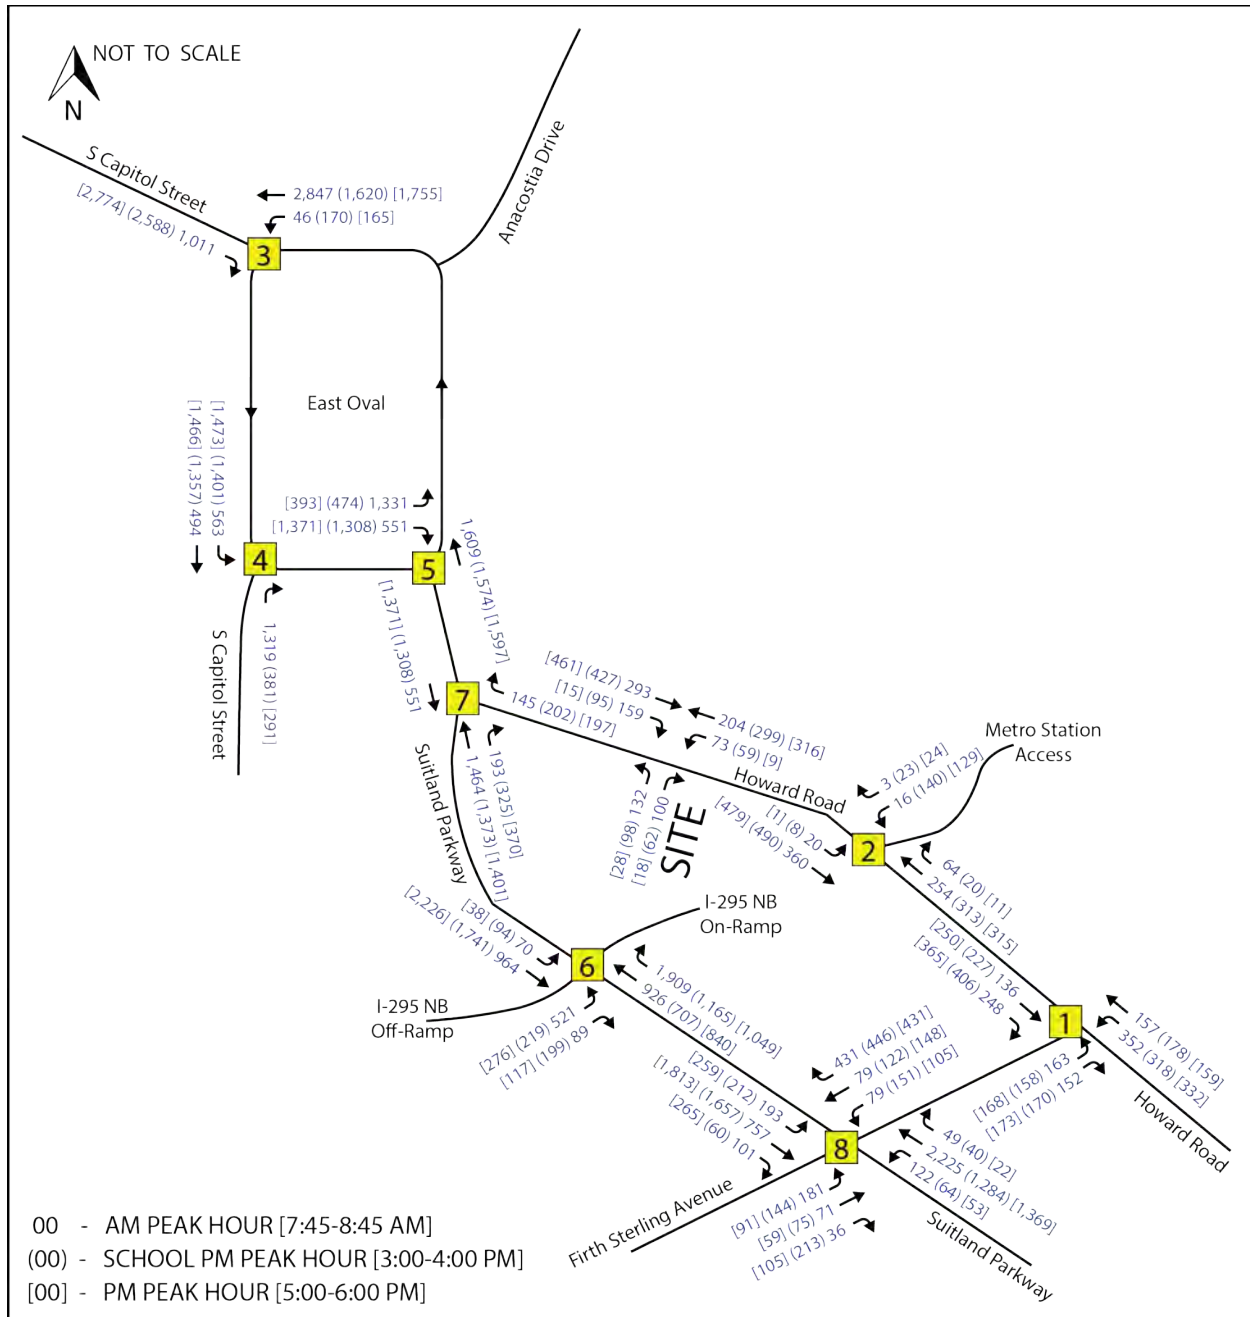 NOT TO SCALE
N
S Capitol Street
[2,774] (2,588) 1,011
2,847 (1,620) [1,755]
46 (170) [165]
3
Anacostia Drive
East Oval
[1,473] (1,401) 563
[1,466] (1,357) 494
[393] (474) 1,331
[1,371] (1,308) 551
4
5
1,609 (1,574) [1,597]
S Capitol Street
1,319 (381) [291]
[1,371] (1,308) 551
7
145 (202) [197]
[461] (427) 293
[15] (95) 159
204 (299) [316]
73 (59) [9]
Metro Station
Access
3 (23) [24]
16 (140) [129]
Howard Road
Suitland Parkway
193 (325) [370]
1,464 (1,373) [1,401]
[28] (98) 132
[18] (62) 100
SITE
[1] (8) 20
[479] (490) 360
2
64 (20) [11]
254 (313) [315]
I-295 NB
On-Ramp
[38] (94) 70
[2,226] (1,741) 964
6
I-295 NB
Off-Ramp
1,909 (1,165) [1,049]
926 (707) [840]
[276] (219) 521
[117] (199) 89
[250] (227) 136
[365] (406) 248
1
157 (178) [159]
352 (318) [332]
[168] (158) 163
[173] (170) 152
Howard Road
431 (446) [431]
79 (122) [148]
79 (151) [105]
[259] (212) 193
[1,813] (1,657) 757
[265] (60) 101
8
49 (40) [22]
2,225 (1,284) [1,369]
122 (64) [53]
Firth Sterling Avenue
[91] (144) 181
[59] (75) 71
[105] (213) 36
Suitland Parkway
00 - AM PEAK HOUR [7:45-8:45 AM]
(00) - SCHOOL PM PEAK HOUR [3:00-4:00 PM]
[00] - PM PEAK HOUR [5:00-6:00 PM]